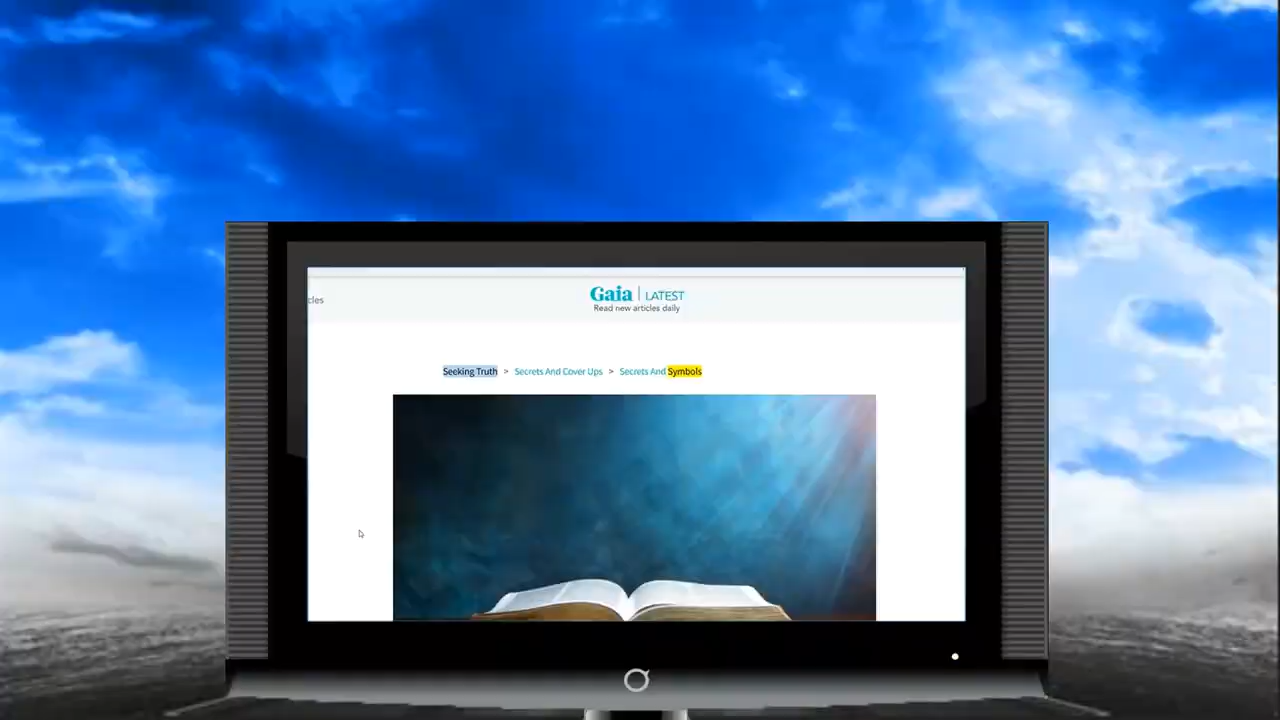 cles
Gaia | LATEST
Read new articles daily
Seeking Truth > Secrets And Cover Ups > Secrets And Symbols